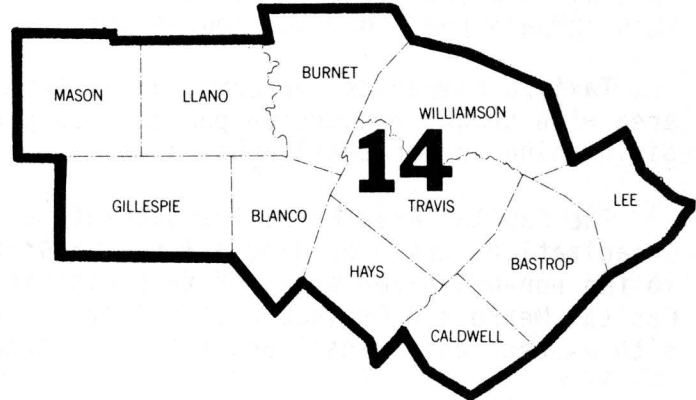 BURNET
MASON
LLANO
WILLIAMSON
14
GILLESPIE
BLANCO
TRAVIS
LEE
HAYS
BASTROP
CALDWELL